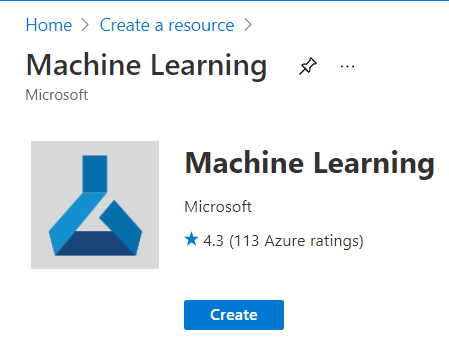 Home > Create a resource >
Machine Learning ...
Microsoft
Machine Learning
Microsoft
★ 4.3 (113 Azure ratings)
Create